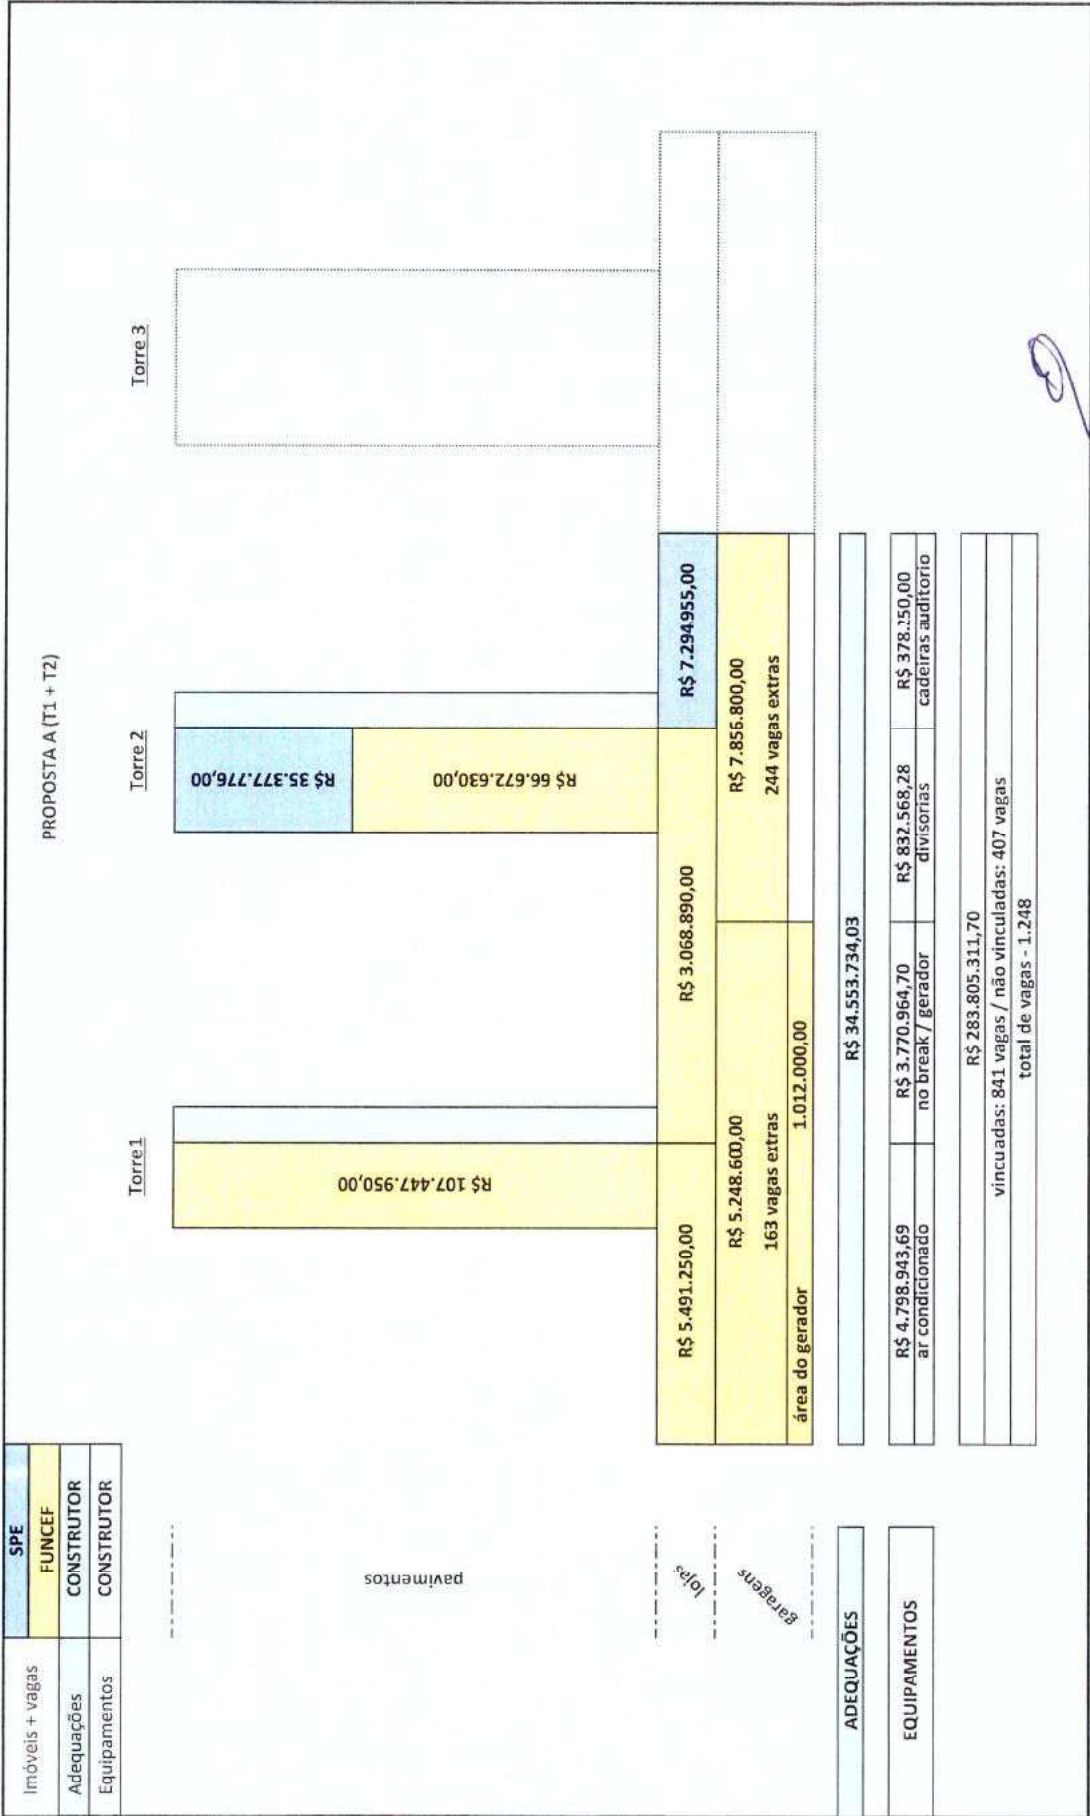 PROPOSTA A (T1 + T2)
SPE
Imóveis + vagas
FUNCEF
Adequações CONSTRUTOR
Equipamentos CONSTRUTOR
Torre1
Torre 2
Torre 3
pavimentos
R$ 107.447.950,00
R$ 35.377.776,00
R$ 66.672.630,00
lojas
R$ 5.491.250,00
R$ 3.068.890,00
R$ 7.294.955,00
garagens
R$ 5.248.600,00
163 vagas extras
R$ 7.856.800,00
244 vagas extras
área do gerador 1.012.000,00
ADEQUAÇÕES
R$ 34.553.734,03
EQUIPAMENTOS
R$ 4.798.943,69
ar condicionado
R$ 3.770.964,70
no break / gerador
R$ 832.568,28
divisorias
R$ 378.150,00
cadeiras auditorio
R$ 283.805.311,70
vincuadas: 841 vagas / não vinculadas: 407 vagas
total de vagas - 1.248